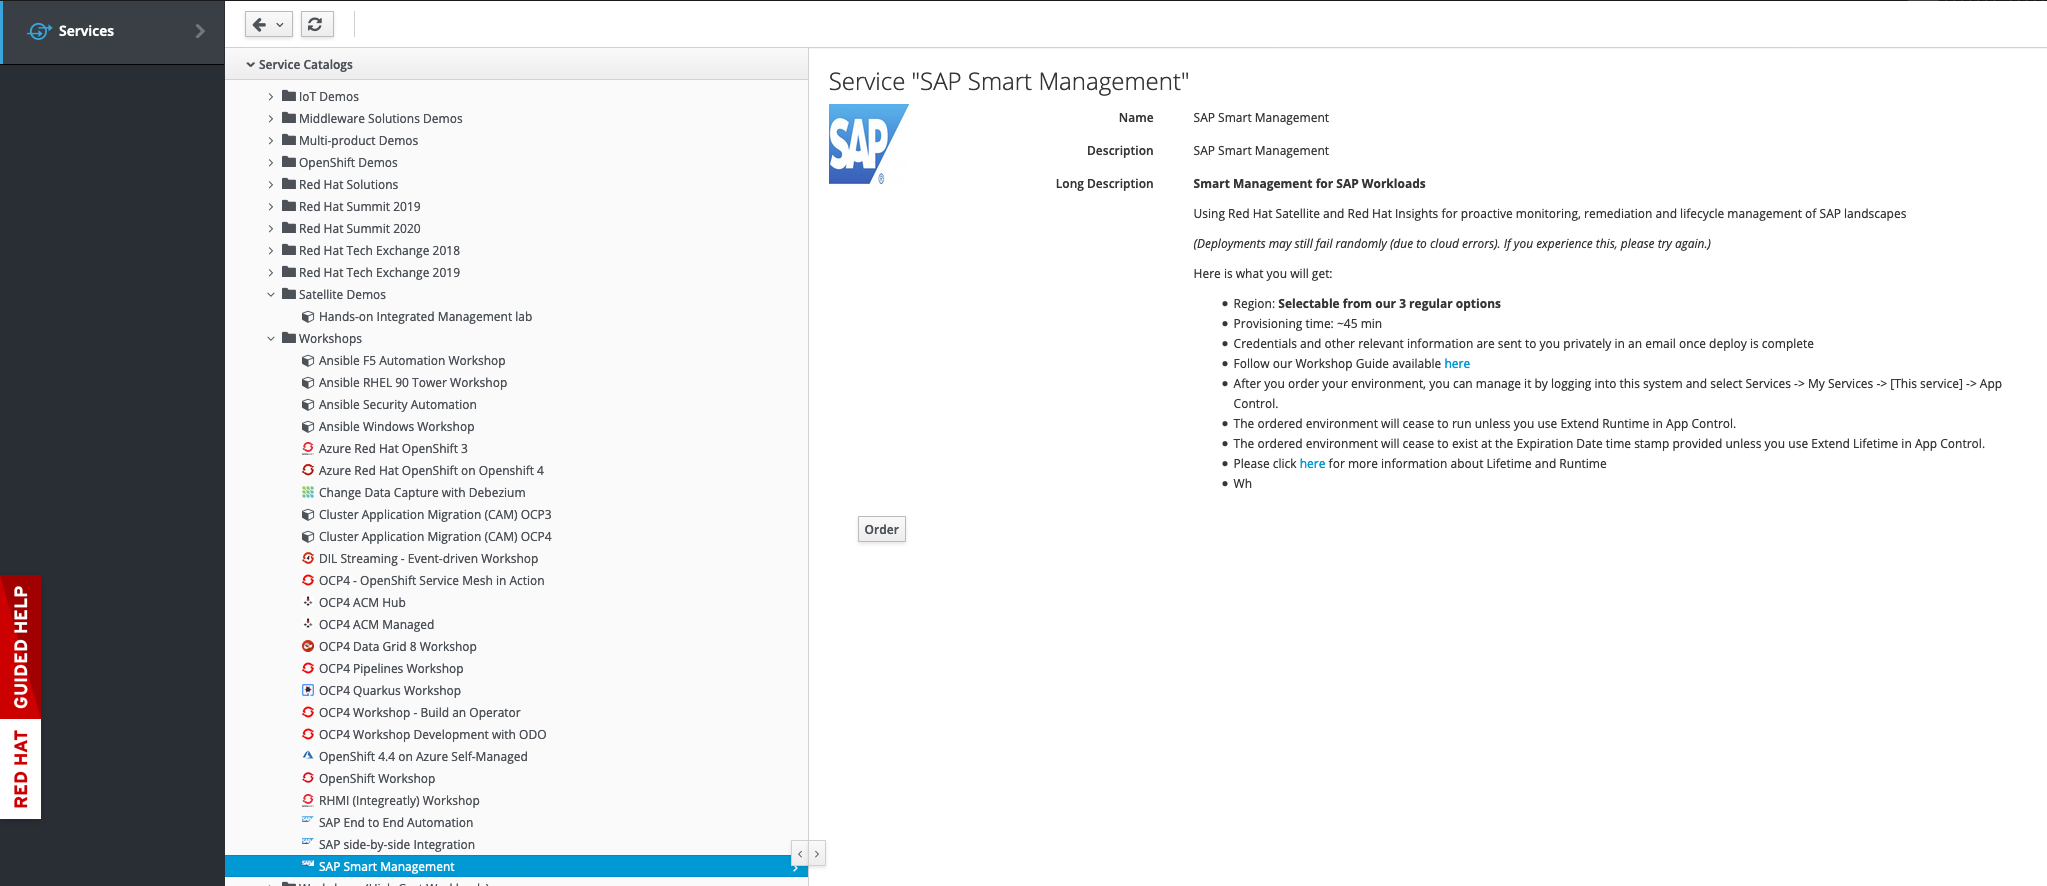 Services
Service Catalogs
IoT Demos
Middleware Solutions Demos
Multi-product Demos
OpenShift Demos
Red Hat Solutions
Red Hat Summit 2019
Red Hat Summit 2020
Red Hat Tech Exchange 2018
Red Hat Tech Exchange 2019
Satellite Demos
Hands-on Integrated Management lab
Workshops
Ansible F5 Automation Workshop
Ansible RHEL 90 Tower Workshop
Ansible Security Automation
Ansible Windows Workshop
Azure Red Hat OpenShift 3
Azure Red Hat OpenShift on Openshift 4
Change Data Capture with Debezium
Cluster Application Migration (CAM) OCP3
Cluster Application Migration (CAM) OCP4
DIL Streaming - Event-driven Workshop
OCP4 - OpenShift Service Mesh in Action
OCP4 ACM Hub
OCP4 ACM Managed
OCP4 Data Grid 8 Workshop
OCP4 Pipelines Workshop
OCP4 Quarkus Workshop
OCP4 Workshop - Build an Operator
OCP4 Workshop Development with ODO
OpenShift 4.4 on Azure Self-Managed
OpenShift Workshop
RHMI (Integreatly) Workshop
SAP End to End Automation
SAP side-by-side Integration
SAP Smart Management
GUIDED HELP
RED HAT
Service "SAP Smart Management"
SAP ®
Name SAP Smart Management
Description SAP Smart Management
Long Description Smart Management for SAP Workloads
Using Red Hat Satellite and Red Hat Insights for proactive monitoring, remediation and lifecycle management of SAP landscapes
(Deployments may still fail randomly (due to cloud errors). If you experience this, please try again.)
Here is what you will get:
• Region: Selectable from our 3 regular options
• Provisioning time: ~45 min
• Credentials and other relevant information are sent to you privately in an email once deploy is complete
• Follow our Workshop Guide available here
• After you order your environment, you can manage it by logging into this system and select Services -> My Services -> [This service] -> App
Control.
• The ordered environment will cease to run unless you use Extend Runtime in App Control.
• The ordered environment will cease to exist at the Expiration Date time stamp provided unless you use Extend Lifetime in App Control.
• Please click here for more information about Lifetime and Runtime
• Wh
Order